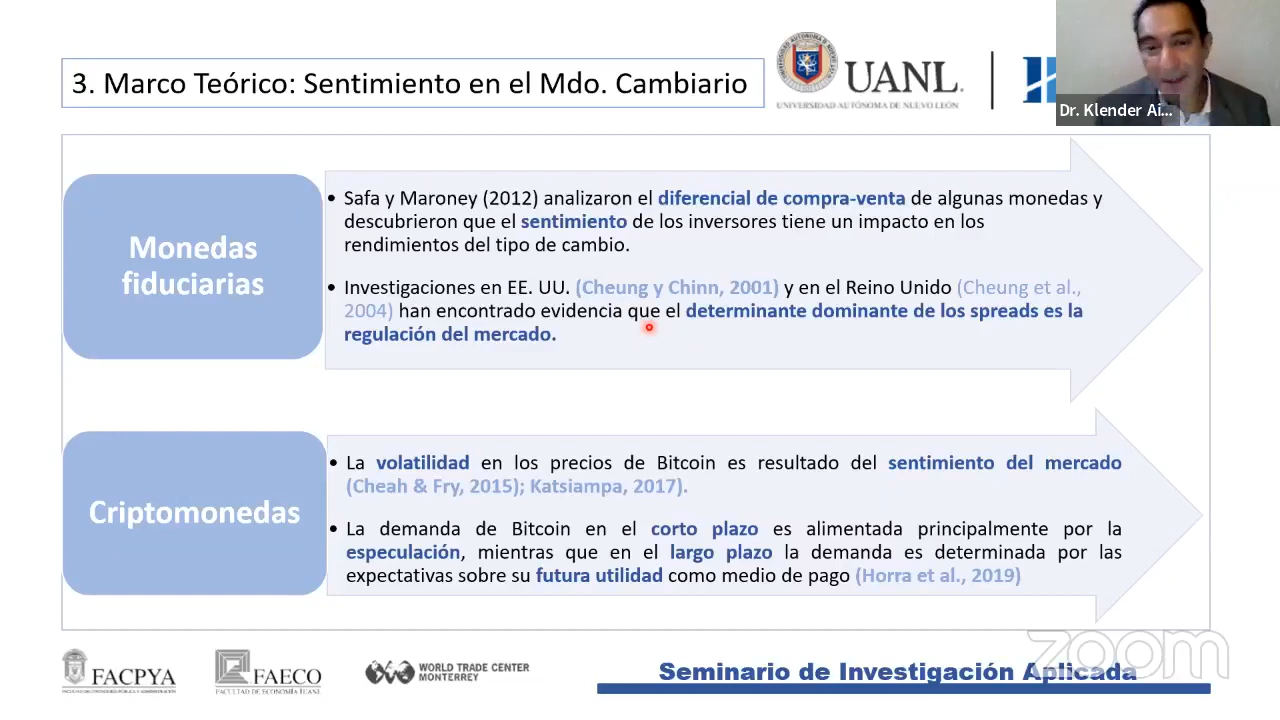 3. Marco Teórico: Sentimiento en el Mdo. Cambiario
UANL
UNIVERSIDAD AUTÓNOMA DE NUEVO LEÓN
Dr. Klender Ai...
Monedas
fiduciarias
• Safa y Maroney (2012) analizaron el diferencial de compra-venta de algunas monedas y
descubrieron que el sentimiento de los inversores tiene un impacto en los
rendimientos del tipo de cambio.
• Investigaciones en EE. UU. (Cheung y Chinn, 2001) y en el Reino Unido (Cheung et al.,
2004) han encontrado evidencia que el determinante dominante de los spreads es la
regulación del mercado.
Criptomonedas
• La volatilidad en los precios de Bitcoin es resultado del sentimiento del mercado
(Cheah & Fry, 2015); Katsiampa, 2017).
• La demanda de Bitcoin en el corto plazo es alimentada principalmente por la
especulación, mientras que en el largo plazo la demanda es determinada por las
expectativas sobre su futura utilidad como medio de pago (Horra et al., 2019)
FACPYA
FAECO
FACULTAD DE ECONOMÍA UANL
WORLD TRADE CENTER
MONTERREY
Seminario de Investigación Aplicada
zoom